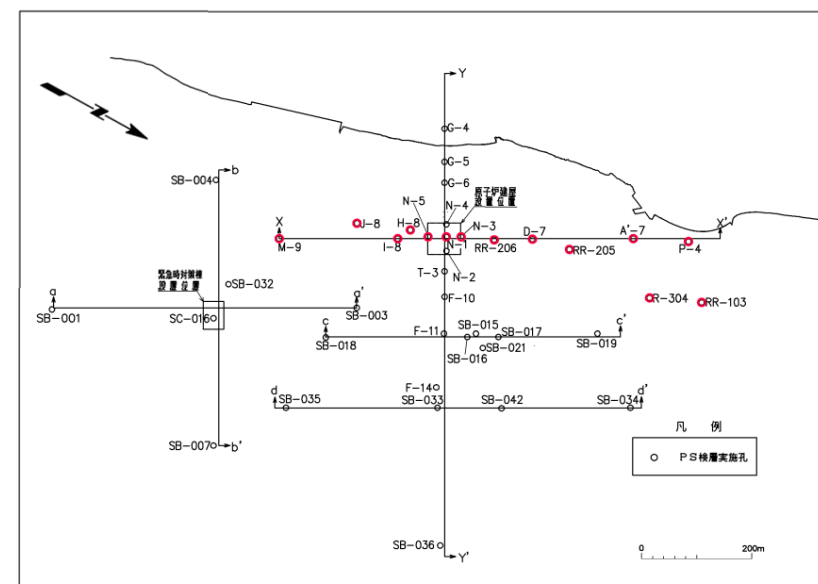 Y
G-4
G-5
b
SB-004
G-6
原子炉建屋
設置位置
N-5
N-4
J-8
H-8
N-3
X
X'
M-9
I-8
N-1
RR-206
D-7
RR-205
A'-7
P-4
N-2
緊急時対策棟
設置位置
T-3
SB-032
a
a'
F-10
R-304
RR-103
SB-001
SC-016
SB-003
c
c'
F-11
SB-015
SB-017
SB-019
SB-018
SB-016
SB-021
F-14
d
d'
SB-035
SB-033
SB-042
SB-034
SB-007
b'
凡 例
PS検層実施孔
SB-036
Y'
0
200m